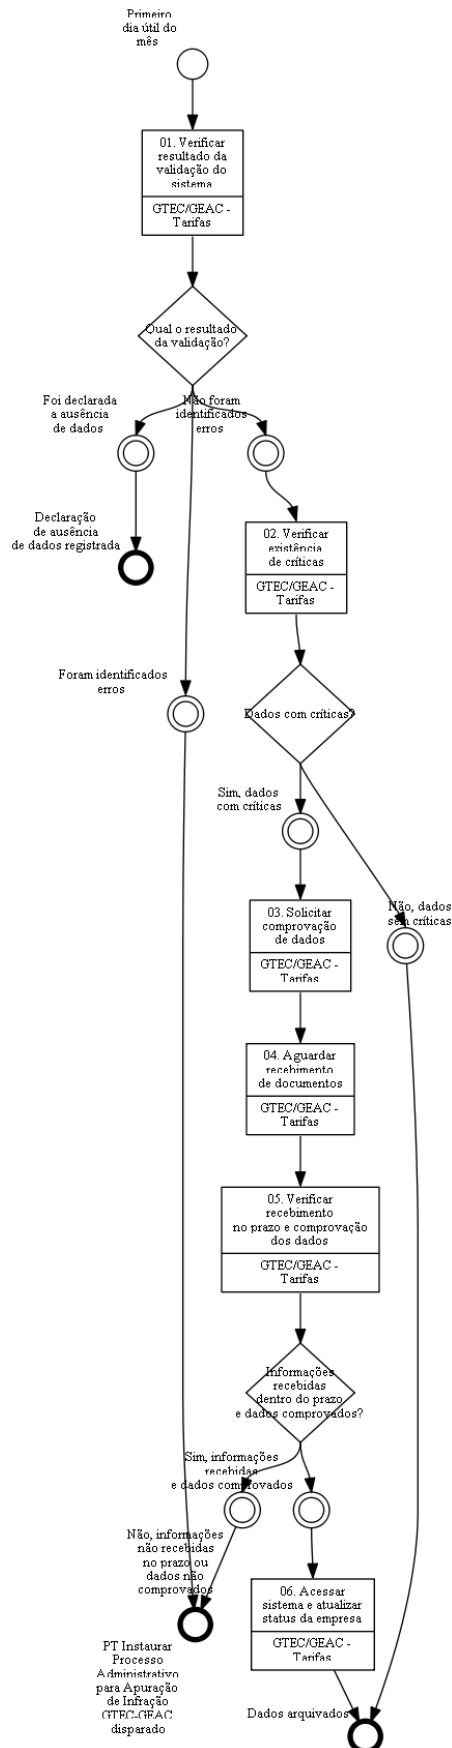 Primeiro
dia útil do
mês
01. Verificar
resultado da
validação do
sistema
GTEC/GEAC -
Tarifas
Qual o resultado
da validação?
Foi declarada
a ausência
de dados
Não foram
identificados
erros
Declaração
de ausência
de dados registrada
02. Verificar
existência
de críticas
GTEC/GEAC -
Tarifas
Foram identificados
erros
Dados com críticas?
Sim, dados
com críticas
Não, dados
sem críticas
03. Solicitar
comprovação
de dados
GTEC/GEAC -
Tarifas
04. Aguardar
recebimento
de documentos
GTEC/GEAC -
Tarifas
05. Verificar
recebimento
no prazo e comprovação
dos dados
GTEC/GEAC -
Tarifas
Informações
recebidas
dentro do prazo
e dados comprovados?
Sim, informações
recebidas
e dados comprovados
Não, informações
não recebidas
no prazo ou
dados não
comprovados
06. Acessar
sistema e atualizar
status da empresa
GTEC/GEAC -
Tarifas
PT Instaurar
Processo
Administrativo
para Apuração
de Infração
GTEC-GEAC
disparado
Dados arquivados